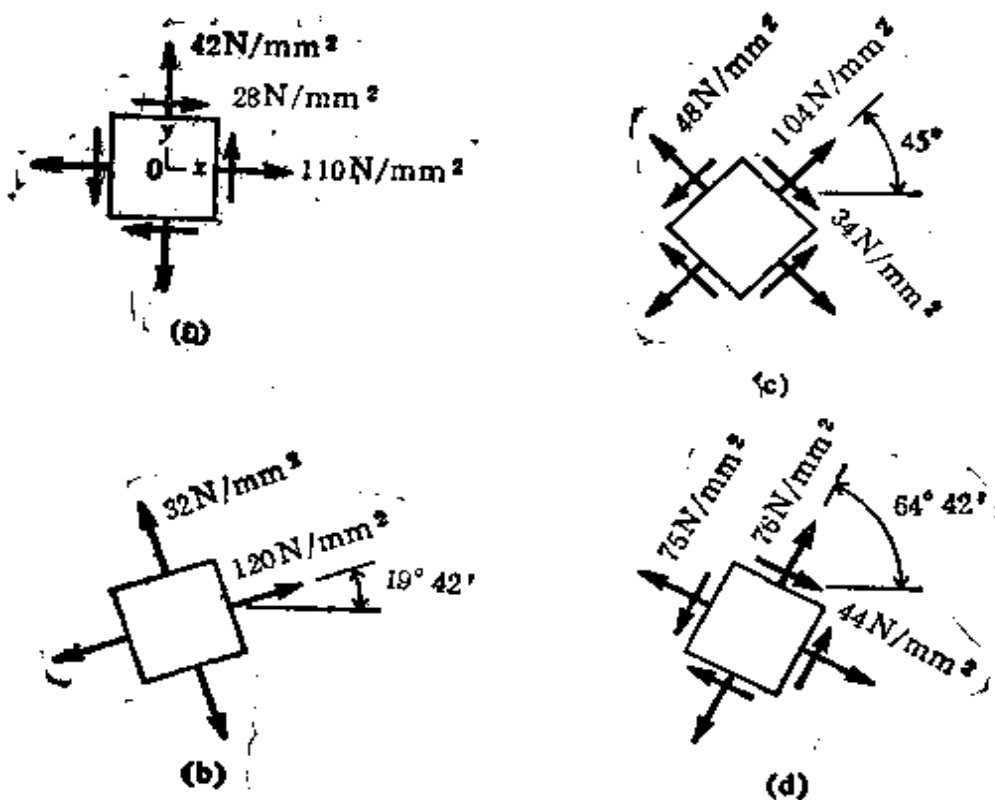 42N/mm²
28N/mm²
y
0 x
110N/mm²
(a)
48N/mm²
104N/mm²
45°
34N/mm²
(c)
32N/mm²
120N/mm²
19° 42'
(b)
75N/mm²
76N/mm²
64° 42'
44N/mm²
(d)